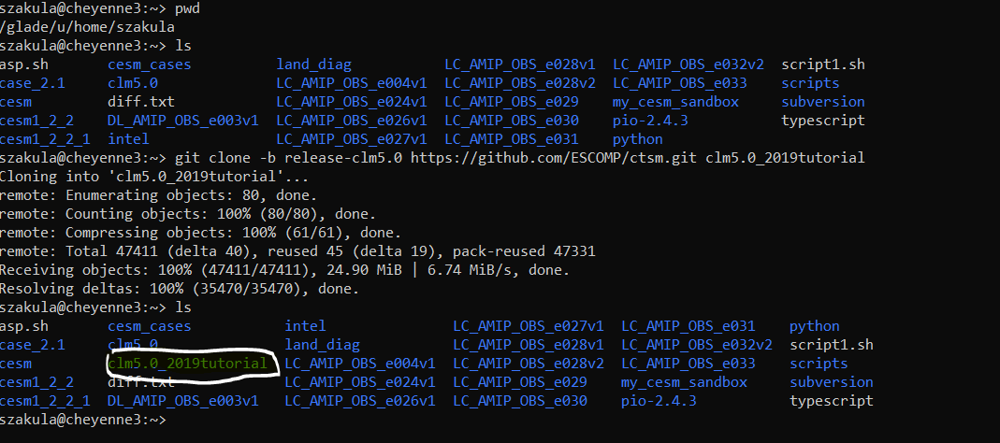 szakula@cheyenne3:~> pwd
/glade/u/home/szakula
szakula@cheyenne3:~> ls
asp.sh cesm_cases land_diag LC_AMIP_OBS_e028v1 LC_AMIP_OBS_e032v2 script1.sh
case_2.1 clm5.0 LC_AMIP_OBS_e004v1 LC_AMIP_OBS_e028v2 LC_AMIP_OBS_e033 scripts
cesm diff.txt LC_AMIP_OBS_e024v1 LC_AMIP_OBS_e029 my_cesm_sandbox subversion
cesm1_2_2 DL_AMIP_OBS_e003v1 LC_AMIP_OBS_e026v1 LC_AMIP_OBS_e030 pio-2.4.3 typescript
cesm1_2_2_1 intel LC_AMIP_OBS_e027v1 LC_AMIP_OBS_e031 python
szakula@cheyenne3:~> git clone -b release-clm5.0 https://github.com/ESCOMP/ctsm.git clm5.0_2019tutorial
Cloning into 'clm5.0_2019tutorial'...
remote: Enumerating objects: 80, done.
remote: Counting objects: 100% (80/80), done.
remote: Compressing objects: 100% (61/61), done.
remote: Total 47411 (delta 40), reused 45 (delta 19), pack-reused 47331
Receiving objects: 100% (47411/47411), 24.90 MiB | 6.74 MiB/s, done.
Resolving deltas: 100% (35470/35470), done.
szakula@cheyenne3:~> ls
asp.sh cesm_cases intel LC_AMIP_OBS_e027v1 LC_AMIP_OBS_e031 python
case_2.1 clm5.0 land_diag LC_AMIP_OBS_e028v1 LC_AMIP_OBS_e032v2 script1.sh
cesm clm5.0_2019tutorial LC_AMIP_OBS_e004v1 LC_AMIP_OBS_e028v2 LC_AMIP_OBS_e033 scripts
cesm1_2_2 diff.txt LC_AMIP_OBS_e024v1 LC_AMIP_OBS_e029 my_cesm_sandbox subversion
cesm1_2_2_1 DL_AMIP_OBS_e003v1 LC_AMIP_OBS_e026v1 LC_AMIP_OBS_e030 pio-2.4.3 typescript
szakula@cheyenne3:~>